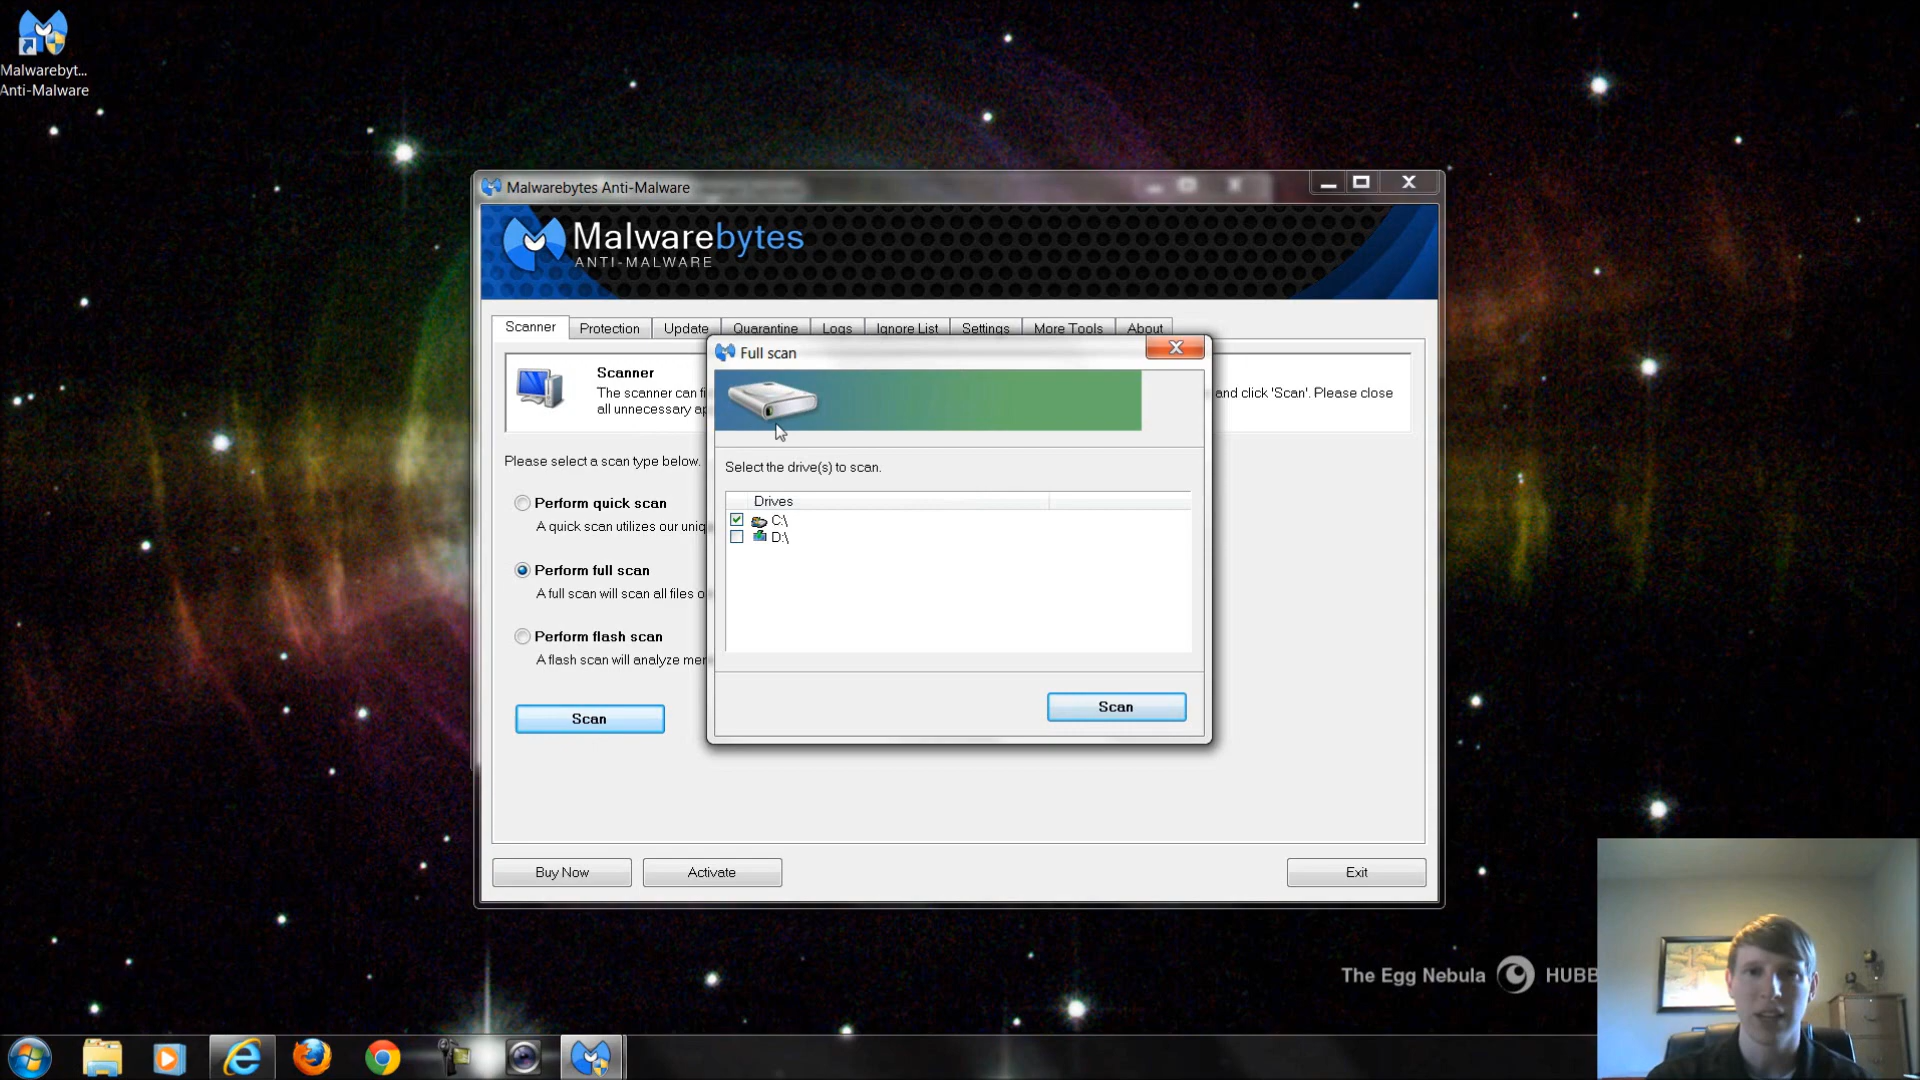 Malwarebyt...
Anti-Malware
Malwarebytes Anti-Malware
Malwarebytes
ANTI-MALWARE
Scanner Protection Update Quarantine Logs Ignore List Settings More Tools About
Full scan
Scanner
The scanner can
and click 'Scan'. Please close
all unnecessary
Please select a scan type below.
Select the drive(s) to scan.
Drives
C:\
D:\
Perform quick scan
A quick scan utilizes our
Perform full scan
A full scan will scan all files
Perform flash scan
A flash scan will analyze
Scan
Scan
Buy Now
Activate
Exit
The Egg Nebula
HUBB